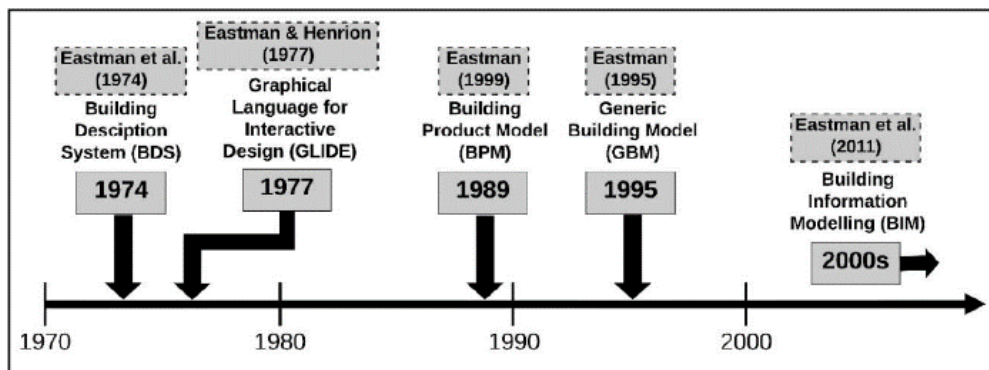 Eastman et al.
(1974)
Building
Desciption
System (BDS)
1974
Eastman & Henrion
(1977)
Graphical
Language for
Interactive
Design (GLIDE)
1977
Eastman
(1999)
Building
Product Model
(BPM)
1989
Eastman
(1995)
Generic
Building Model
(GBM)
1995
Eastman et al.
(2011)
Building
Information
Modelling (BIM)
2000s
1970
1980
1990
2000